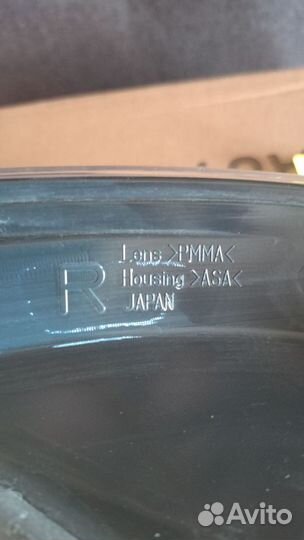 R
Lens >PMMA<
Housing >ASA<
JAPAN
Avito